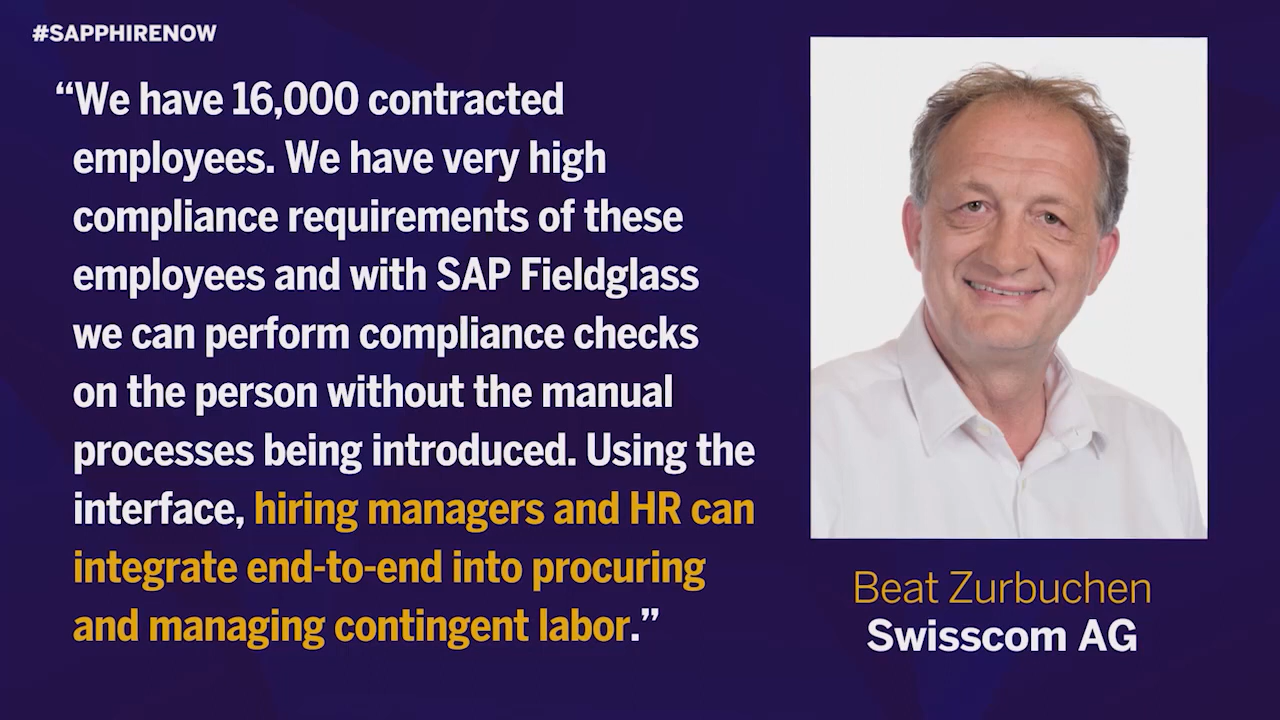 #SAPPHIRENOW
“We have 16,000 contracted
employees. We have very high
compliance requirements of these
employees and with SAP Fieldglass
we can perform compliance checks
on the person without the manual
processes being introduced. Using the
interface, hiring managers and HR can
integrate end-to-end into procuring
and managing contingent labor.”
Beat Zurbuchen
Swisscom AG